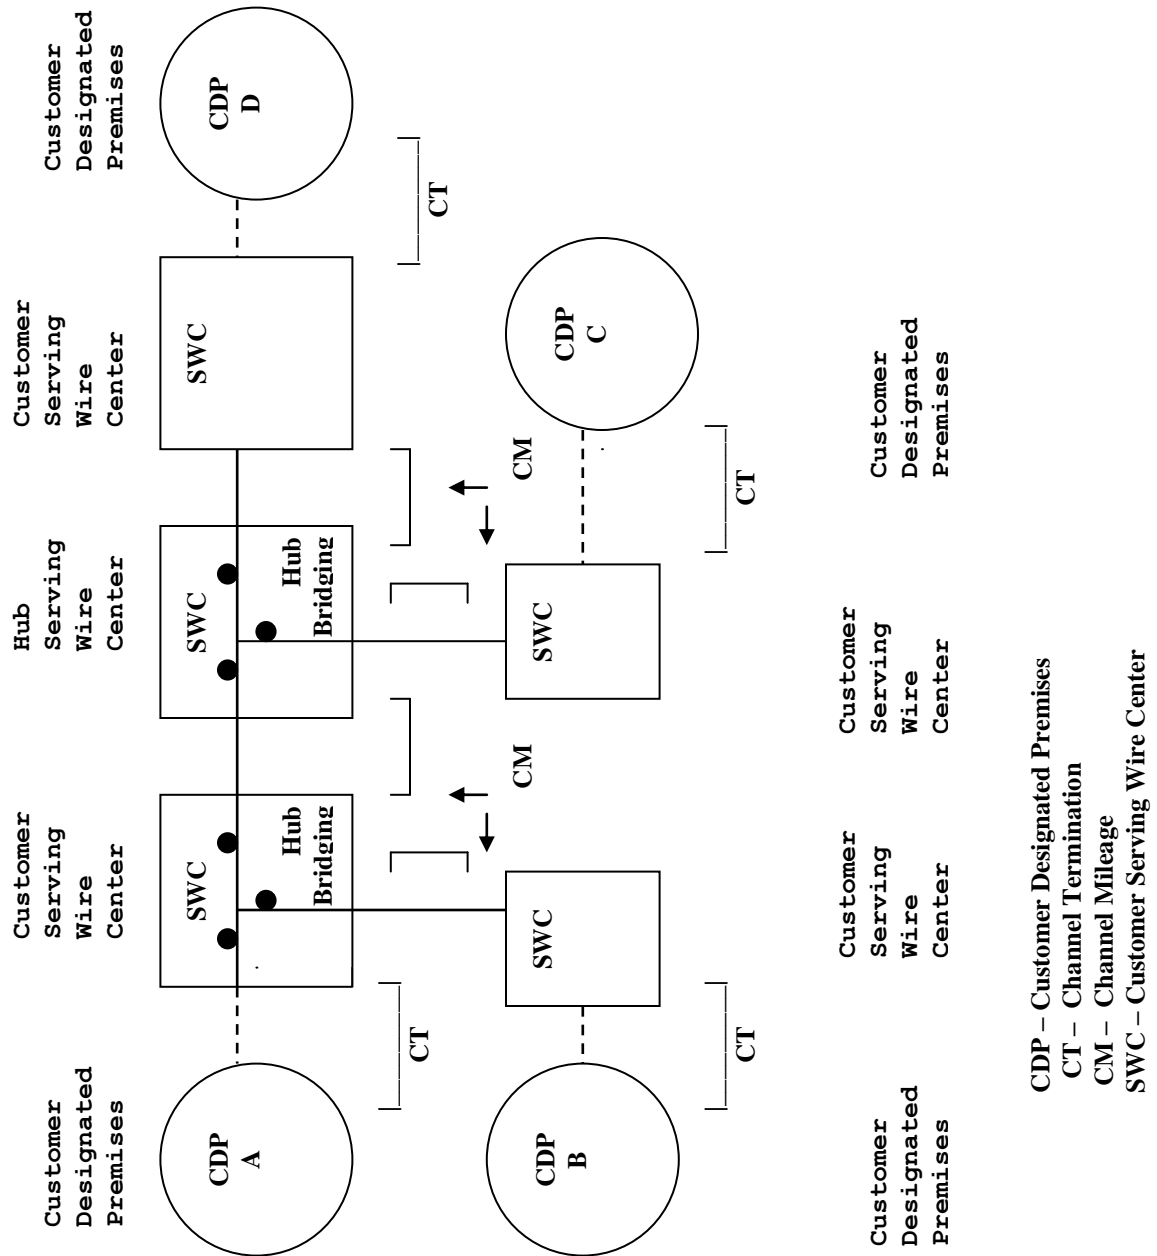 Customer
Designated
Premises
Customer
Serving
Wire
Center
Hub
Serving
Wire
Center
Customer
Serving
Wire
Center
Customer
Designated
Premises
CDP
A
SWC
Hub
Bridging
SWC
Hub
Bridging
SWC
CDP
D
CT
CM
CM
CT
CDP
B
SWC
SWC
CDP
C
CT
CT
Customer
Designated
Premises
Customer
Serving
Wire
Center
Customer
Serving
Wire
Center
Customer
Designated
Premises
CDP – Customer Designated Premises
CT – Channel Termination
CM – Channel Mileage
SWC – Customer Serving Wire Center